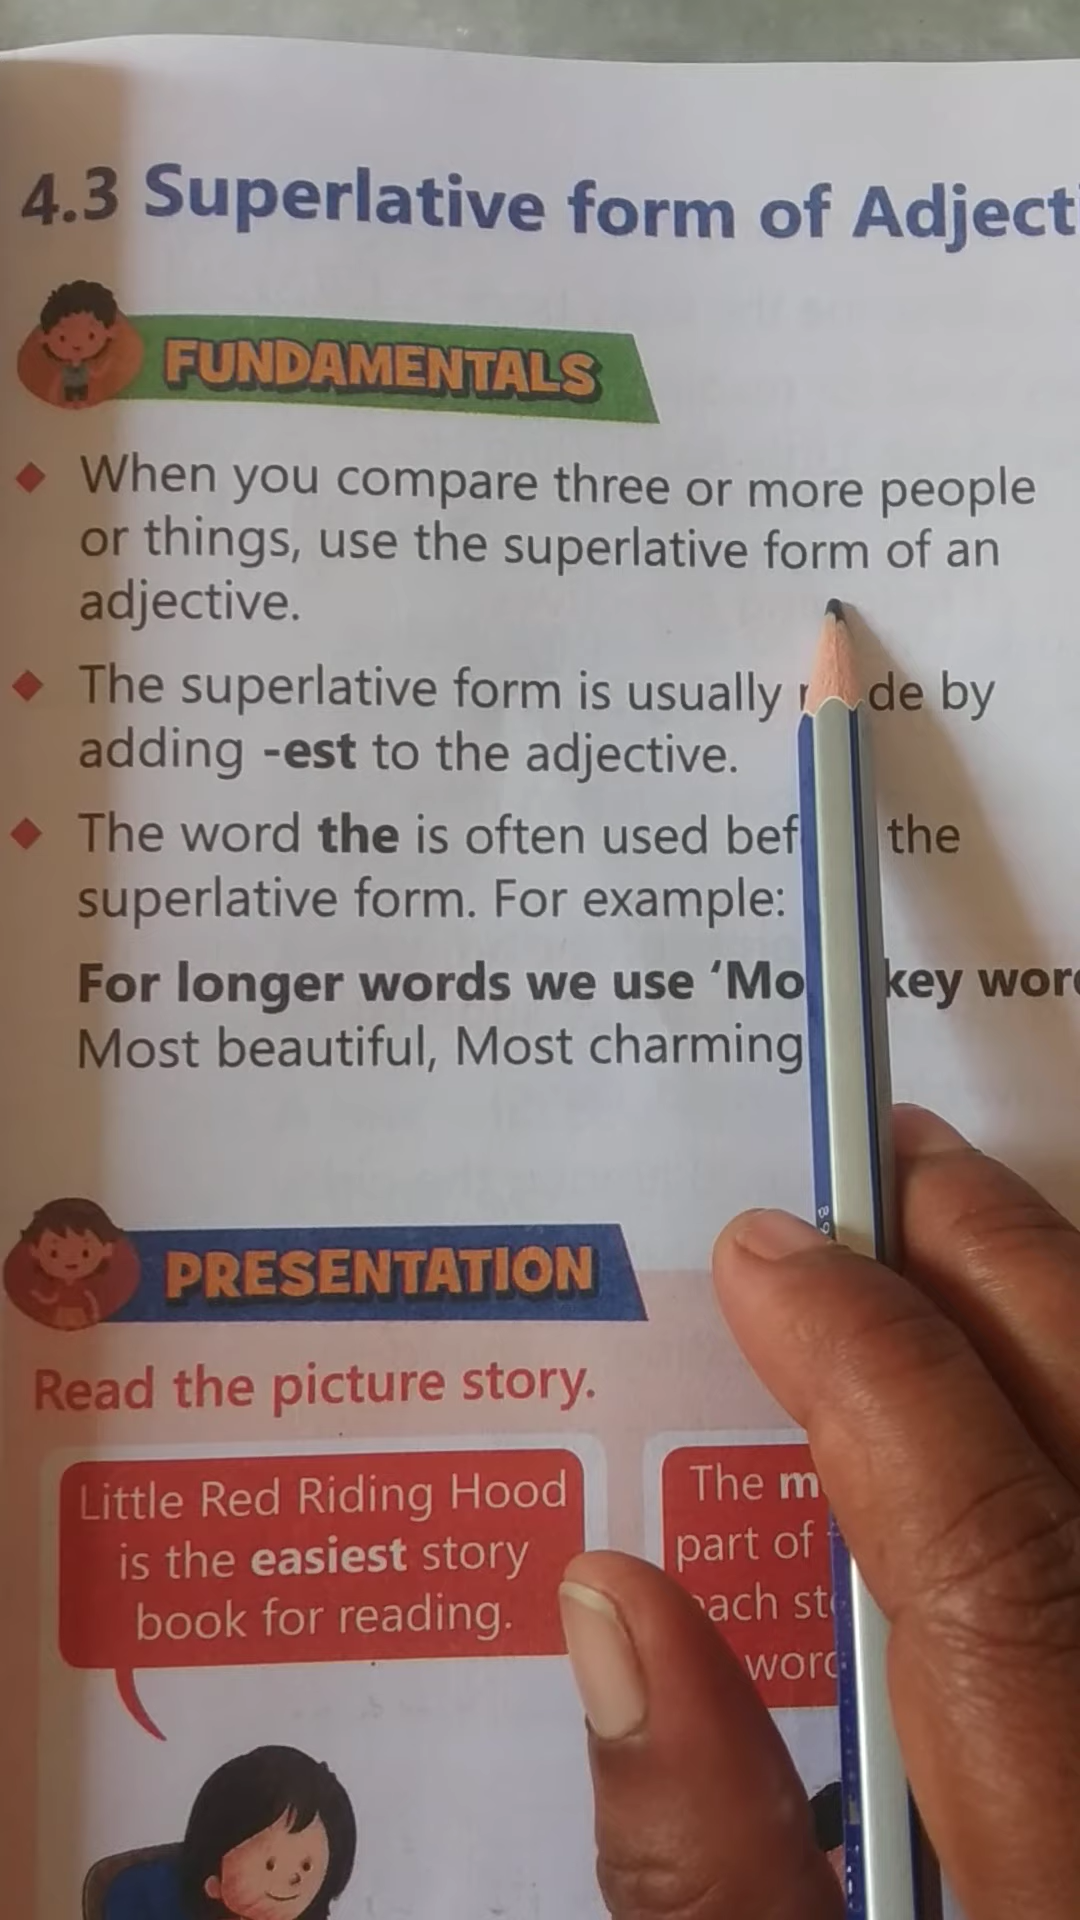 4.3 Superlative form of Adject
FUNDAMENTALS
When you compare three or more people
or things, use the superlative form of an
adjective.
The superlative form is usually de by
adding -est to the adjective.
The word the is often used bef the
superlative form. For example:
For longer words we use ‘Mo key wor
Most beautiful, Most charming
PRESENTATION
Read the picture story.
Little Red Riding Hood
is the easiest story
book for reading.
The m
part of
ach st
word